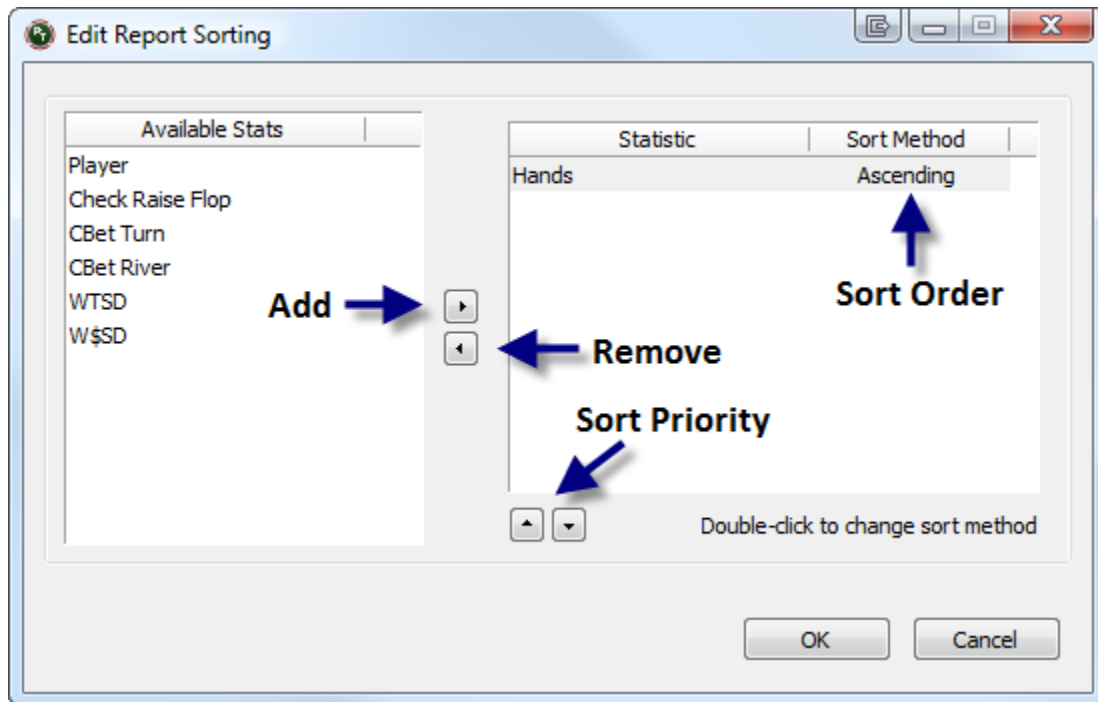 Edit Report Sorting
Available Stats
Player
Check Raise Flop
CBet Turn
CBet River
WTSD
W$SD
Add
Remove
Statistic Sort Method
Hands Ascending
Sort Order
Sort Priority
Double-click to change sort method
OK Cancel